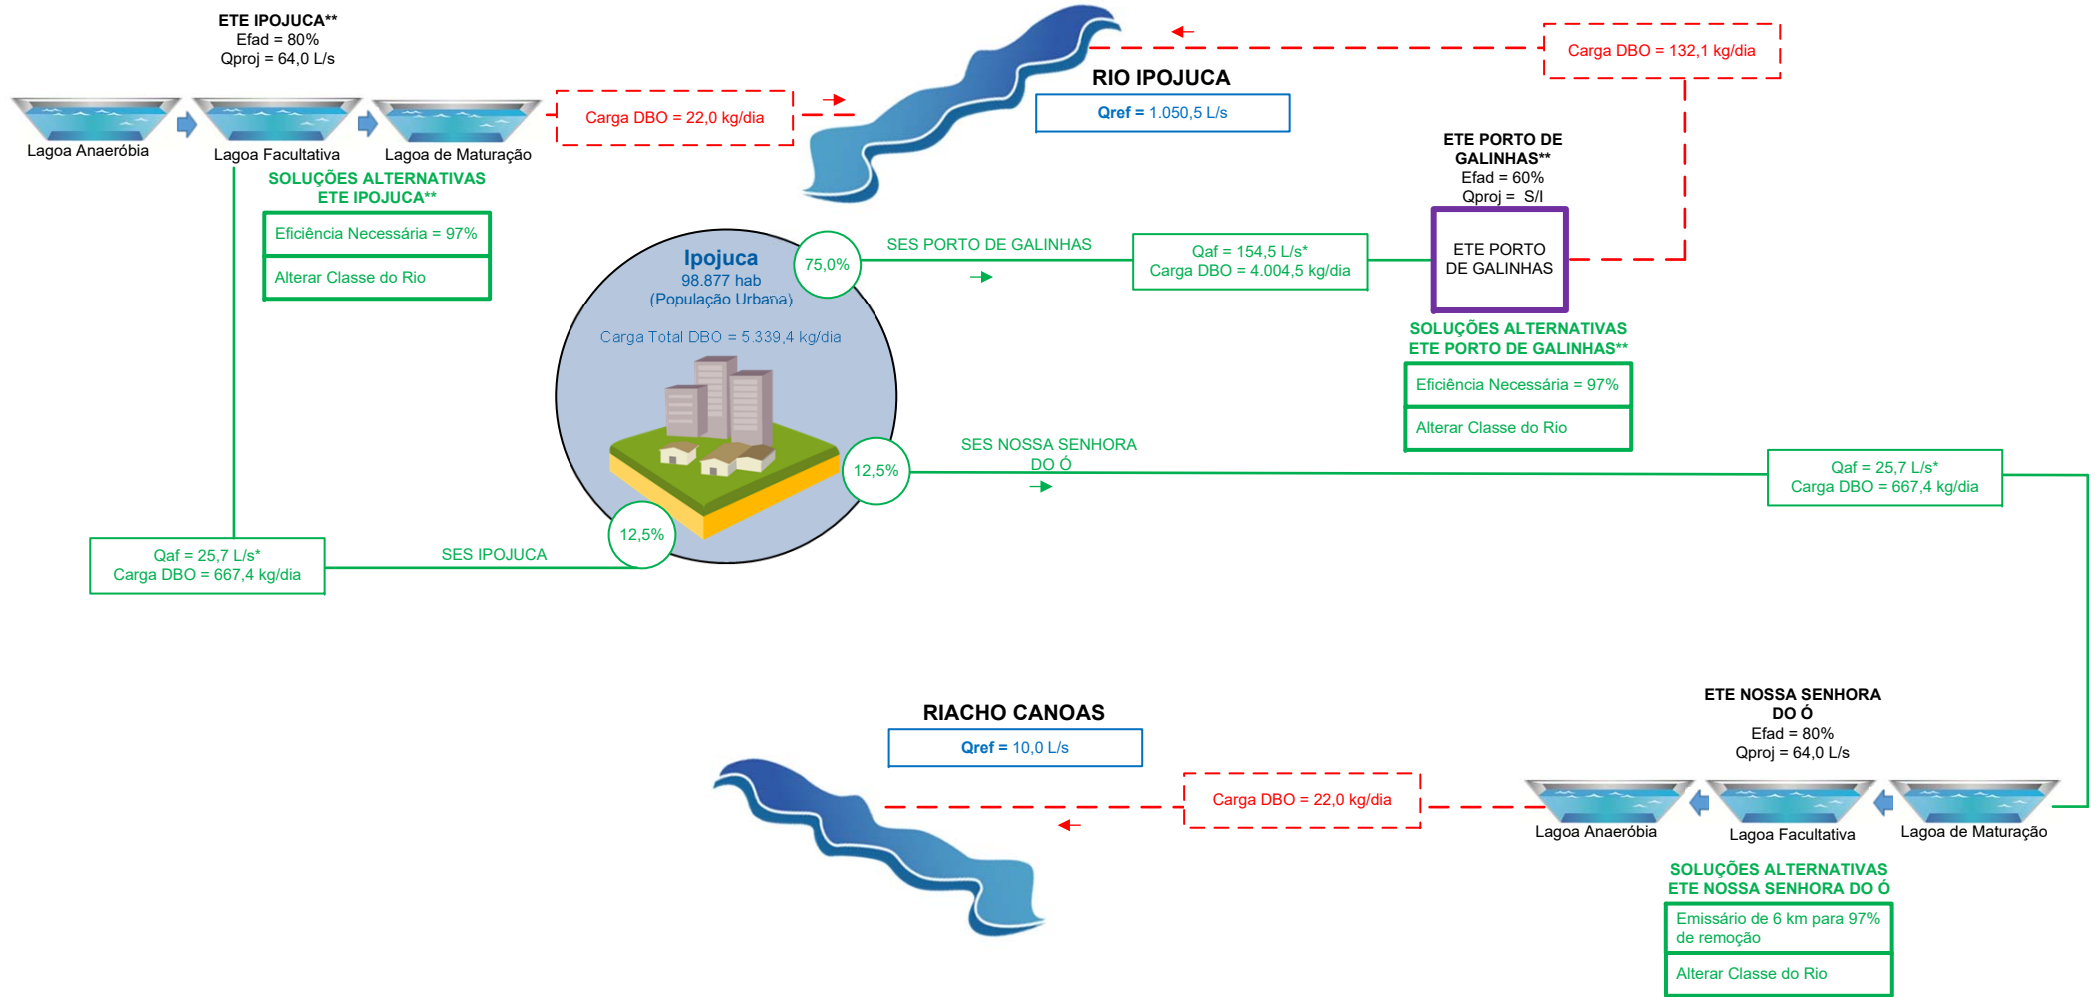 ETE IPOJUCA**
Efad = 80%
Qproj = 64,0 L/s
Lagoa Anaeróbia
Lagoa Facultativa
Lagoa de Maturação
Carga DBO = 22,0 kg/dia
RIO IPOJUCA
Qref = 1.050,5 L/s
Carga DBO = 132,1 kg/dia
SOLUÇÕES ALTERNATIVAS
ETE IPOJUCA**
Eficiência Necessária = 97%
Alterar Classe do Rio
Ipojuca
98.877 hab
(População Urbana)
Carga Total DBO = 5.339,4 kg/dia
75,0%
SES PORTO DE GALINHAS
Qaf = 154,5 L/s*
Carga DBO = 4.004,5 kg/dia
ETE PORTO DE
GALINHAS**
Efad = 60%
Qproj = S/I
ETE PORTO
DE GALINHAS
SOLUÇÕES ALTERNATIVAS
ETE PORTO DE GALINHAS**
Eficiência Necessária = 97%
Alterar Classe do Rio
12,5%
SES NOSSA SENHORA
DO Ó
Qaf = 25,7 L/s*
Carga DBO = 667,4 kg/dia
12,5%
SES IPOJUCA
Qaf = 25,7 L/s*
Carga DBO = 667,4 kg/dia
RIACHO CANOAS
Qref = 10,0 L/s
Carga DBO = 22,0 kg/dia
ETE NOSSA SENHORA
DO Ó
Efad = 80%
Qproj = 64,0 L/s
Lagoa Anaeróbia
Lagoa Facultativa
Lagoa de Maturação
SOLUÇÕES ALTERNATIVAS
ETE NOSSA SENHORA DO Ó
Emissário de 6 km para 97%
de remoção
Alterar Classe do Rio